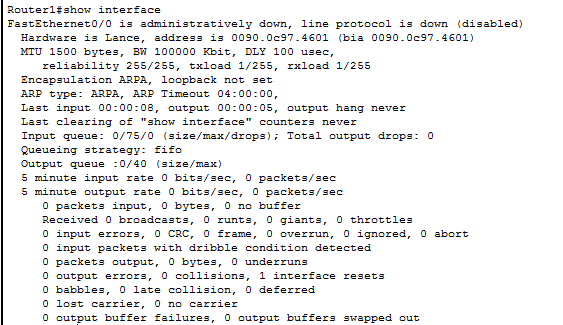 Router1#show interface
FastEthernet0/0 is administratively down, line protocol is down (disabled)
Hardware is Lance, address is 0090.0c97.4601 (bia 0090.0c97.4601)
MTU 1500 bytes, BW 100000 Kbit, DLY 100 usec,
reliability 255/255, txload 1/255, rxload 1/255
Encapsulation ARPA, loopback not set
ARP type: ARPA, ARP Timeout 04:00:00,
Last input 00:00:08, output 00:00:05, output hang never
Last clearing of "show interface" counters never
Input queue: 0/75/0 (size/max/drops); Total output drops: 0
Queueing strategy: fifo
Output queue :0/40 (size/max)
5 minute input rate 0 bits/sec, 0 packets/sec
5 minute output rate 0 bits/sec, 0 packets/sec
0 packets input, 0 bytes, 0 no buffer
Received 0 broadcasts, 0 runts, 0 giants, 0 throttles
0 input errors, 0 CRC, 0 frame, 0 overrun, 0 ignored, 0 abort
0 input packets with dribble condition detected
0 packets output, 0 bytes, 0 underruns
0 output errors, 0 collisions, 1 interface resets
0 babbles, 0 late collision, 0 deferred
0 lost carrier, 0 no carrier
0 output buffer failures, 0 output buffers swapped out